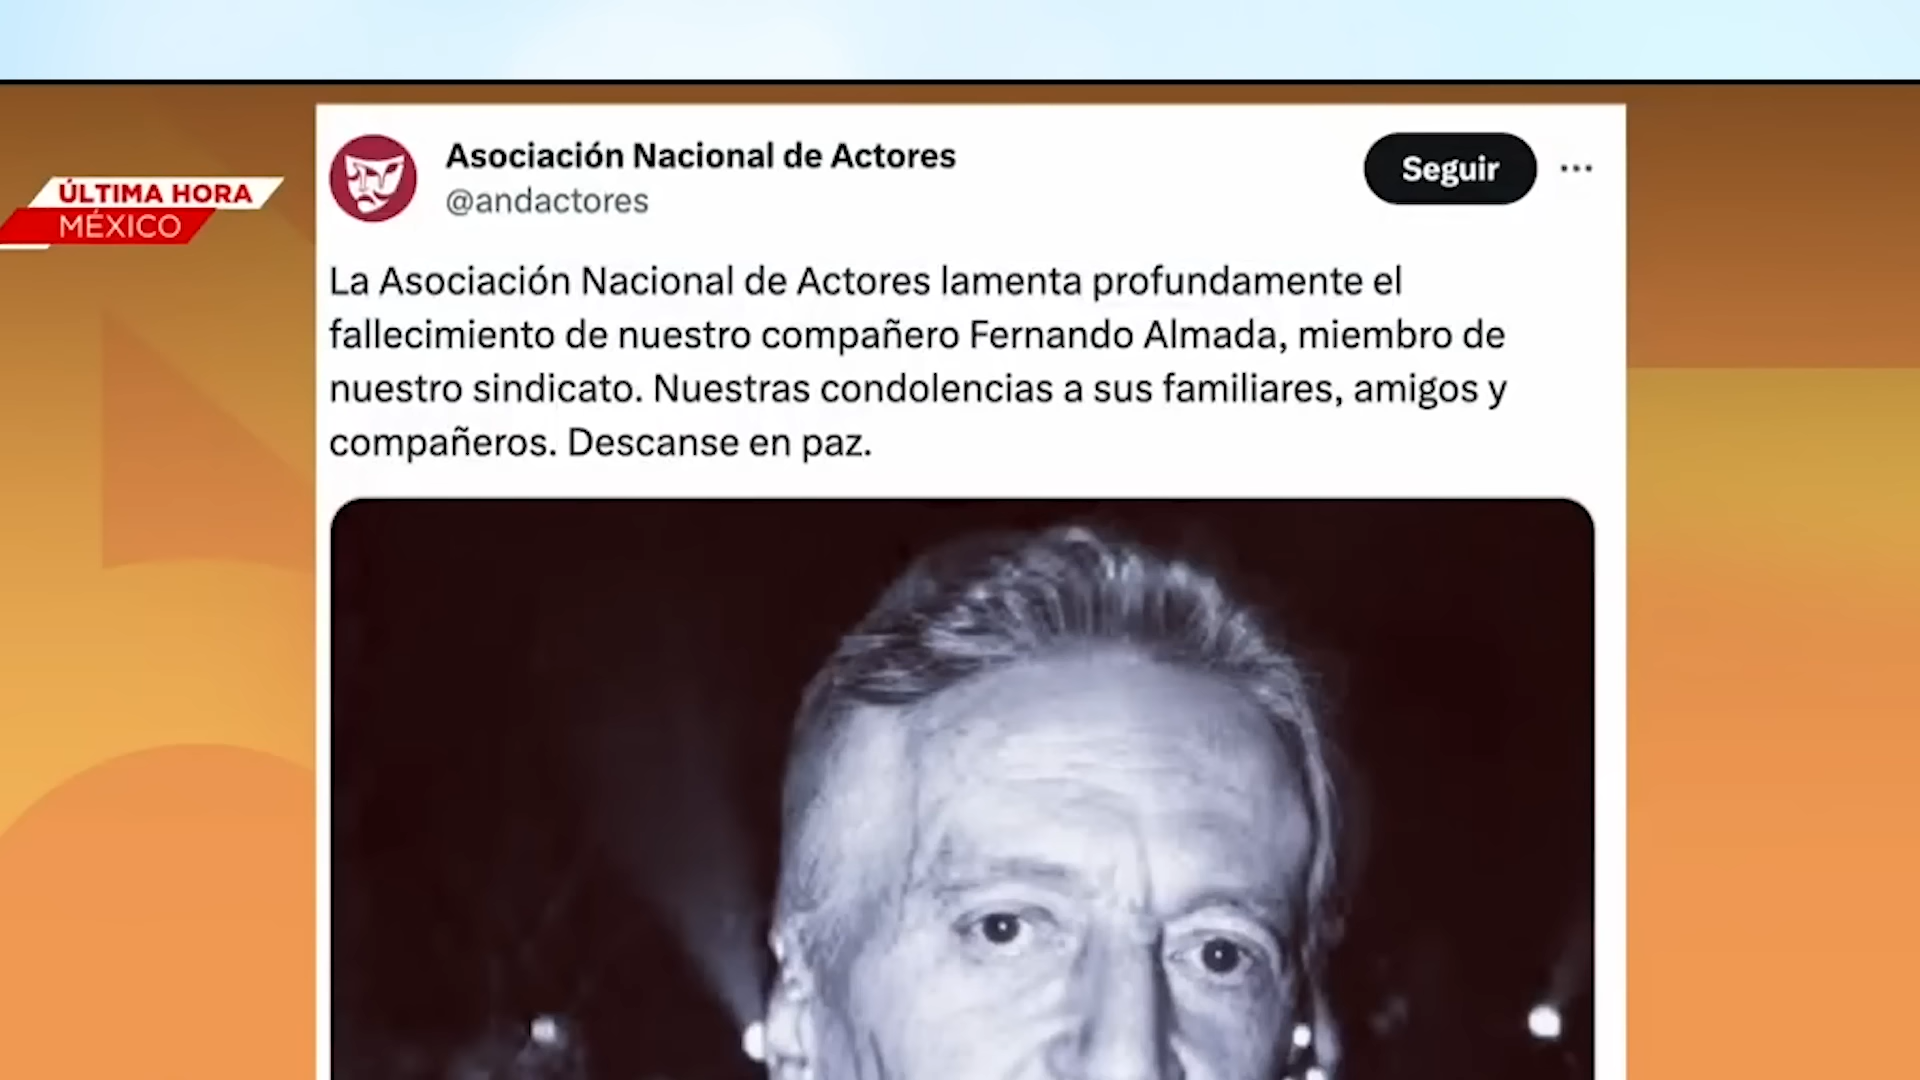 ÚLTIMA HORA
MÉXICO
Asociación Nacional de Actores
@andactores
Seguir
La Asociación Nacional de Actores lamenta profundamente el
fallecimiento de nuestro compañero Fernando Almada, miembro de
nuestro sindicato. Nuestras condolencias a sus familiares, amigos y
compañeros. Descanse en paz.